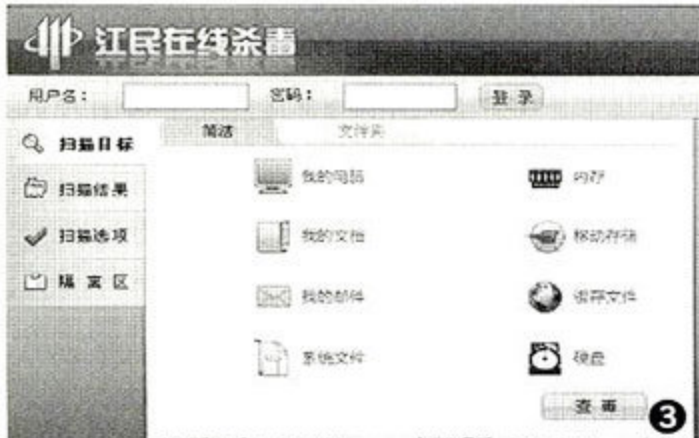 江民在线杀毒
用户名： 密码： 登 录
扫描目标
扫描结果
扫描选项
隔 离 区
简洁 文件夹
我的电脑 内存
我的文档 移动存储
我的邮件 缓存文件
系统文件 硬盘
查 毒
3